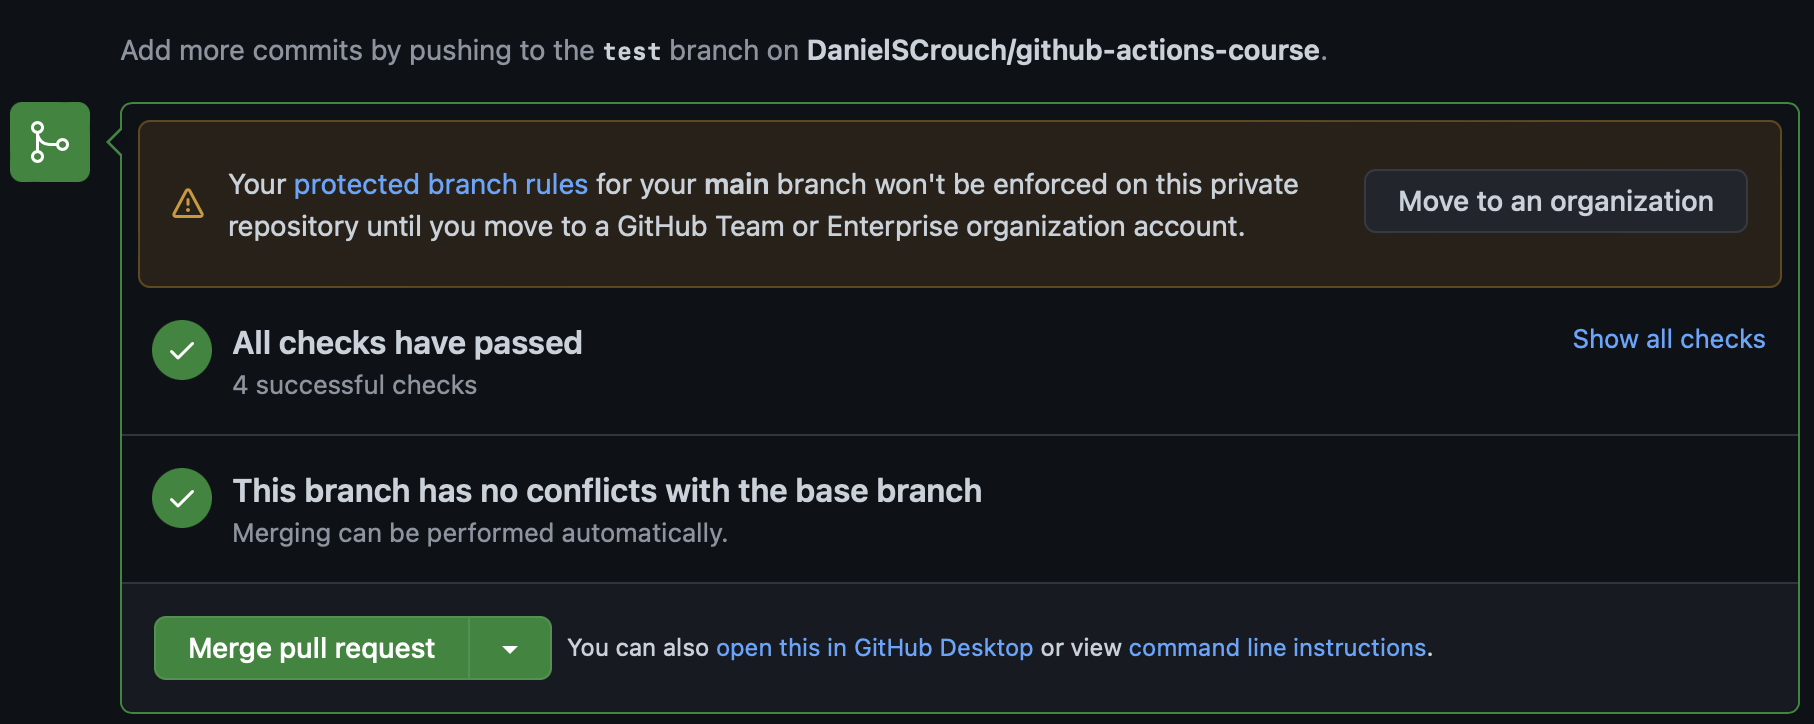 Add more commits by pushing to the test branch on DanielSCrouch/github-actions-course.
Your protected branch rules for your main branch won't be enforced on this private
repository until you move to a GitHub Team or Enterprise organization account.
Move to an organization
All checks have passed
4 successful checks
Show all checks
This branch has no conflicts with the base branch
Merging can be performed automatically.
Merge pull request
You can also open this in GitHub Desktop or view command line instructions.